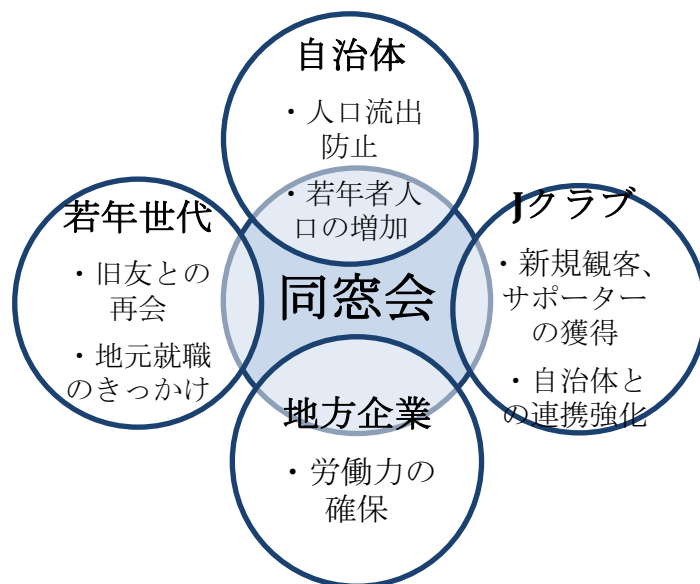 自治体
・人口流出
防止
・若年者人
口の増加
若年世代
・旧友との
再会
・地元就職
のきっかけ
同窓会
Jクラブ
・新規観客、
サポーター
の獲得
・自治体と
の連携強化
地方企業
・労働力の
確保